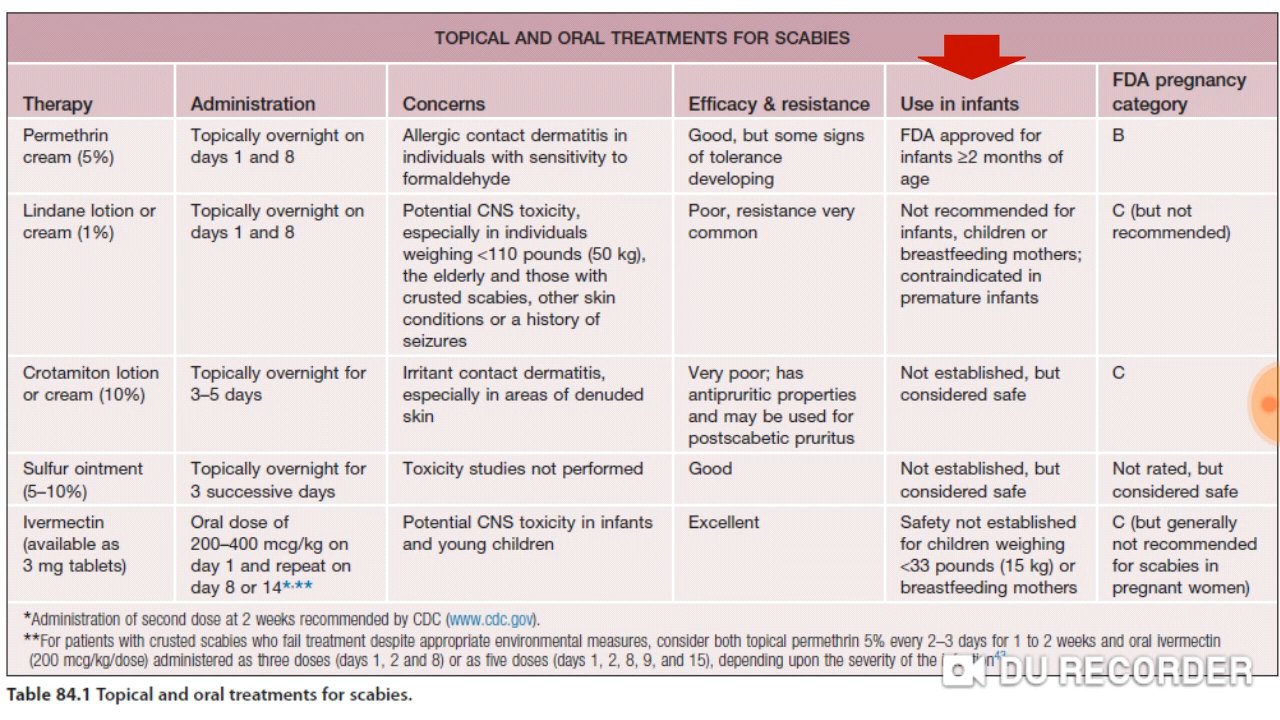 TOPICAL AND ORAL TREATMENTS FOR SCABIES
Therapy
Administration
Concerns
Efficacy & resistance
Use in infants
FDA pregnancy
category
Permethrin
cream (5%)
Topically overnight on
days 1 and 8
Allergic contact dermatitis in
individuals with sensitivity to
formaldehyde
Good, but some signs
of tolerance
developing
FDA approved for
infants ≥2 months of
age
B
Lindane lotion or
cream (1%)
Topically overnight on
days 1 and 8
Potential CNS toxicity,
especially in individuals
weighing <110 pounds (50 kg),
the elderly and those with
crusted scabies, other skin
conditions or a history of
seizures
Poor, resistance very
common
Not recommended for
infants, children or
breastfeeding mothers;
contraindicated in
premature infants
C (but not
recommended)
Crotamiton lotion
or cream (10%)
Topically overnight for
3–5 days
Irritant contact dermatitis,
especially in areas of denuded
skin
Very poor; has
antipruritic properties
and may be used for
postscabetic pruritus
Not established, but
considered safe
C
Sulfur ointment
(5–10%)
Topically overnight for
3 successive days
Toxicity studies not performed
Good
Not established, but
considered safe
Not rated, but
considered safe
Ivermectin
(available as
3 mg tablets)
Oral dose of
200–400 mcg/kg on
day 1 and repeat on
day 8 or 14*,**
Potential CNS toxicity in infants
and young children
Excellent
Safety not established
for children weighing
<33 pounds (15 kg) or
breastfeeding mothers
C (but generally
not recommended
for scabies in
pregnant women)
*Administration of second dose at 2 weeks recommended by CDC (www.cdc.gov).
**For patients with crusted scabies who fail treatment despite appropriate environmental measures, consider both topical permethrin 5% every 2–3 days for 1 to 2 weeks and oral ivermectin
(200 mcg/kg/dose) administered as three doses (days 1, 2 and 8) or as five doses (days 1, 2, 8, 9, and 15), depending upon the severity of the
DU RECORDER
Table 84.1 Topical and oral treatments for scabies.